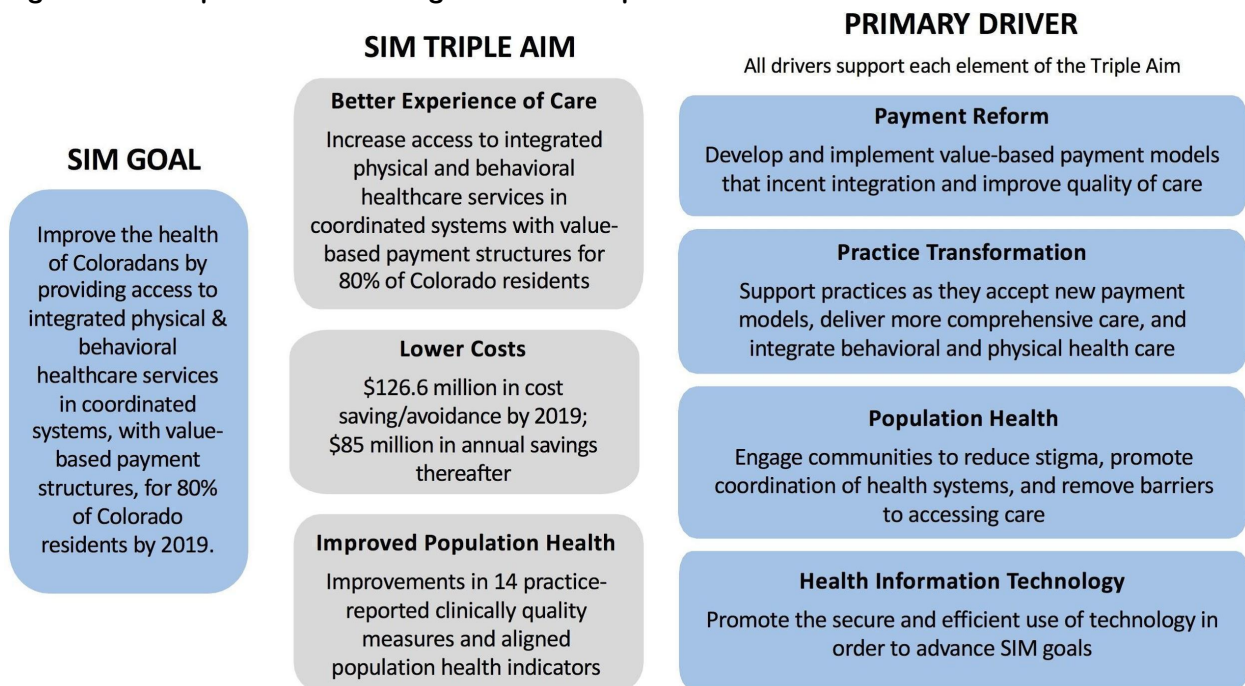 SIM GOAL
Improve the health
of Coloradans by
providing access to
integrated physical &
behavioral
healthcare services
in coordinated
systems, with value-
based payment
structures, for 80%
of Colorado
residents by 2019.
SIM TRIPLE AIM
Better Experience of Care
Increase access to integrated
physical and behavioral
healthcare services in
coordinated systems with value-
based payment structures for
80% of Colorado residents
Lower Costs
$126.6 million in cost
saving/avoidance by 2019;
$85 million in annual savings
thereafter
Improved Population Health
Improvements in 14 practice-
reported clinically quality
measures and aligned
population health indicators
PRIMARY DRIVER
All drivers support each element of the Triple Aim
Payment Reform
Develop and implement value-based payment models
that incent integration and improve quality of care
Practice Transformation
Support practices as they accept new payment
models, deliver more comprehensive care, and
integrate behavioral and physical health care
Population Health
Engage communities to reduce stigma, promote
coordination of health systems, and remove barriers
to accessing care
Health Information Technology
Promote the secure and efficient use of technology in
order to advance SIM goals